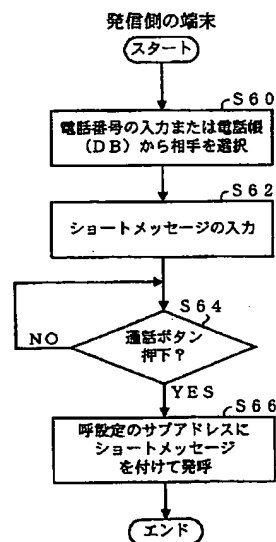 発信側の端末
スタート
S60
電話番号の入力または電話帳
(DB)から相手を選択
S62
ショートメッセージの入力
S64
通話ボタン
押下?
NO
YES
S66
呼設定のサブアドレスに
ショートメッセージ
を付けて発呼
エンド